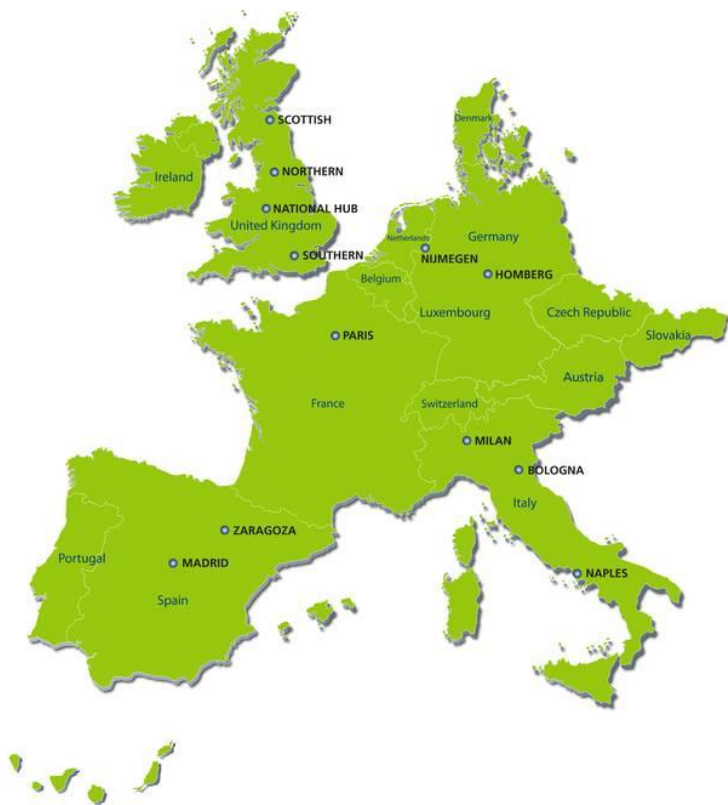 SCOTTISH
Denmark
NORTHERN
Ireland
NATIONAL HUB
United Kingdom
Netherlands
Germany
SOUTHERN
NIJMEGEN
HOMBERG
Belgium
Luxembourg
Czech Republic
Slovakia
PARIS
Austria
France
Switzerland
MILAN
BOLOGNA
Italy
ZARAGOZA
Portugal
MADRID
NAPLES
Spain